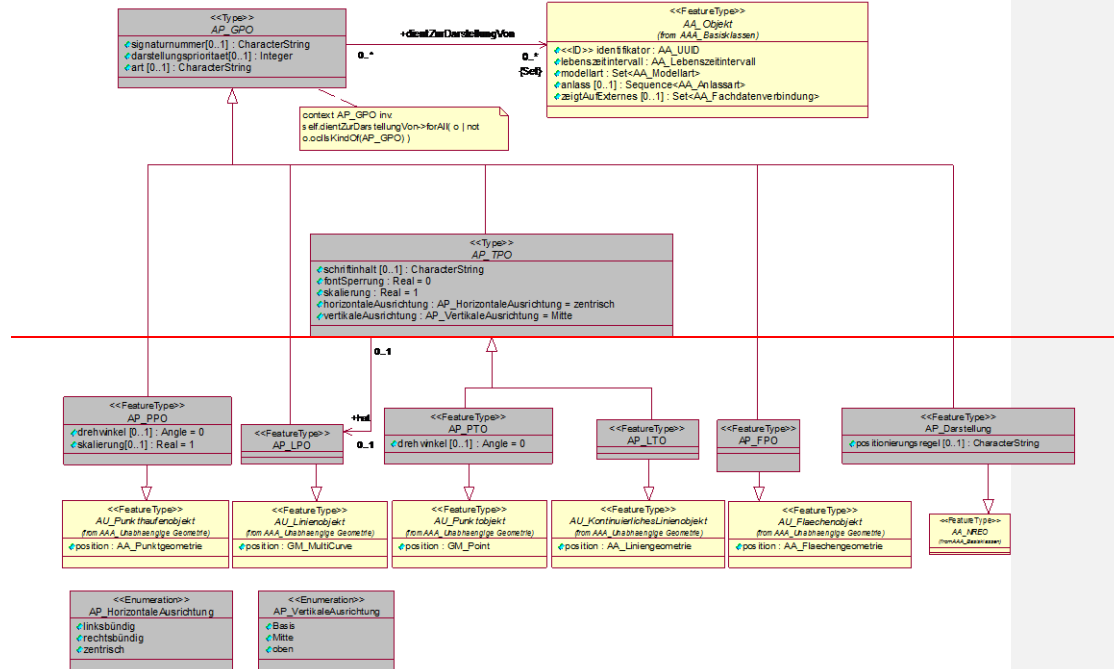 <<Type>>
AP_GPO
signaturnummer[0..1] : CharacterString
darstellungsprioritaet[0..1] : Integer
art [0..1] : CharacterString
+dientZurDarstellungVon
0..*
0..*
{Set}
<<FeatureType>>
AA_Objekt
(from AAA_Basisklassen)
<<ID>> identifikator : AA_UUID
lebenszeitintervall : AA_Lebenszeitintervall
modellart : Set<AA_Modellart>
anlass [0..1] : Sequence<AA_Anlassart>
zeigtAufExternes [0..1] : Set<AA_Fachdatenverbindung>
context AP_GPO inv:
self.dientZurDarstellungVon->forAll( o | not
o.oclIsKindOf(AP_GPO) )
<<Type>>
AP_TPO
schriftinhalt [0..1] : CharacterString
fontSperrung : Real = 0
skalierung : Real = 1
horizontaleAusrichtung : AP_HorizontaleAusrichtung = zentrisch
vertikaleAusrichtung : AP_VertikaleAusrichtung = Mitte
0..1
+hat
0..1
<<FeatureType>>
AP_PPO
drehwinkel [0..1] : Angle = 0
skalierung[0..1] : Real = 1
<<FeatureType>>
AP_LPO
<<FeatureType>>
AP_PTO
drehwinkel [0..1] : Angle = 0
<<FeatureType>>
AP_LTO
<<FeatureType>>
AP_FPO
<<FeatureType>>
AP_Darstellung
positionierungsregel [0..1] : CharacterString
<<FeatureType>>
AU_Punkthaufenobjekt
(from AAA_Unabhaengige Geometrie)
position : AA_Punktgeometrie
<<FeatureType>>
AU_Linienobjekt
(from AAA_Unabhaengige Geometrie)
position : GM_MultiCurve
<<FeatureType>>
AU_Punktobjekt
(from AAA_Unabhaengige Geometrie)
position : GM_Point
<<FeatureType>>
AU_KontinuierlichesLinienobjekt
(from AAA_Unabhaengige Geometrie)
position : AA_Liniengeometrie
<<FeatureType>>
AU_Flaechenobjekt
(from AAA_Unabhaengige Geometrie)
position : AA_Flaechengeometrie
<<FeatureType>>
AA_NREO
(from AAA_Basisklassen)
<<Enumeration>>
AP_HorizontaleAusrichtung
linksbündig
rechtsbündig
zentrisch
<<Enumeration>>
AP_VertikaleAusrichtung
Basis
Mitte
oben